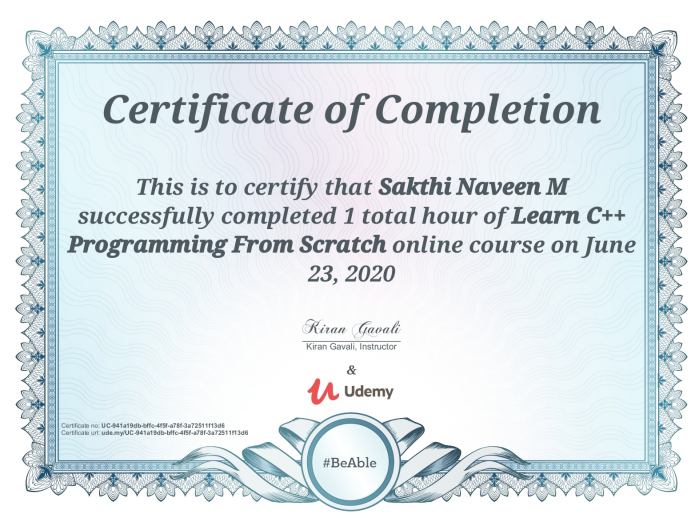 Certificate of Completion
This is to certify that Sakthi Naveen M
successfully completed 1 total hour of Learn C++
Programming From Scratch online course on June
23, 2020
Kiran Gavali
Kiran Gavali, Instructor
&
Udemy
Certificate no: UC-941a19db-bffc-4f5f-a78f-3a72511f13d6
Certificate url: ude.my/UC-941a19db-bffc-4f5f-a78f-3a72511f13d6
#BeAble